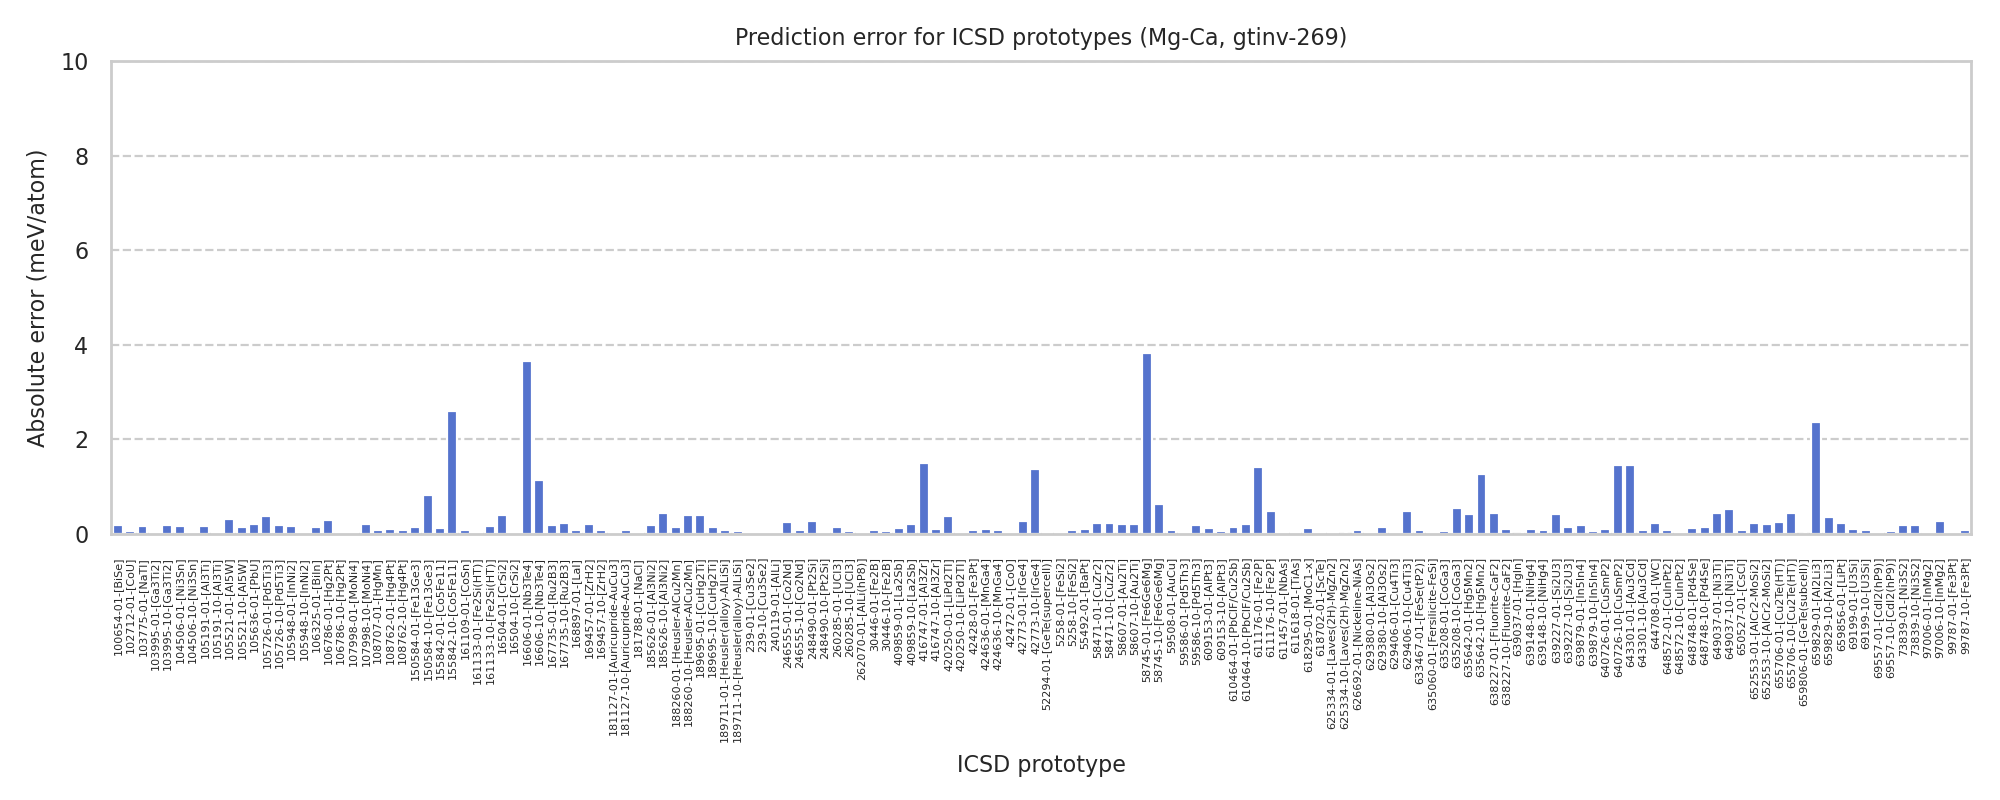 Prediction error for ICSD prototypes (Mg-Ca, gtinv-269)
Absolute error (meV/atom)
10
8
6
4
2
0
100654-01-[BiSe]
102712-01-[CoU]
103775-01-[NaTl]
103995-01-[Ga3Ti2]
103995-10-[Ga3Ti2]
104506-01-[Ni3Sn]
104506-10-[Ni3Sn]
105191-01-[Al3Ti]
105191-10-[Al3Ti]
105521-01-[Al5W]
105521-10-[Al5W]
105636-01-[PbU]
105726-01-[Pd5Ti3]
105726-10-[Pd5Ti3]
105948-01-[InNi2]
105948-10-[InNi2]
106325-01-[BiIn]
106786-01-[Hg2Pt]
106786-10-[Hg2Pt]
107998-01-[MoNi4]
107998-10-[MoNi4]
108707-01-[HgMn]
108762-01-[Hg4Pt]
108762-10-[Hg4Pt]
150584-01-[Fe13Ge3]
150584-10-[Fe13Ge3]
155842-01-[Co5Fe11]
155842-10-[Co5Fe11]
161109-01-[CoSn]
161133-01-[Fe2Si(HT)]
161133-10-[Fe2Si(HT)]
16504-01-[CrSi2]
16504-10-[CrSi2]
16606-01-[Nb3Te4]
16606-10-[Nb3Te4]
167735-01-[Ru2B3]
167735-10-[Ru2B3]
168897-01-[LaI]
169457-01-[ZrH2]
169457-10-[ZrH2]
181127-01-[Auricupride-AuCu3]
181127-10-[Auricupride-AuCu3]
181788-01-[NaCl]
185626-01-[Al3Ni2]
185626-10-[Al3Ni2]
188260-01-[Heusler-AlCu2Mn]
188260-10-[Heusler-AlCu2Mn]
189695-01-[CuHg2Ti]
189695-10-[CuHg2Ti]
189711-01-[Heusler(alloy)-AlLiSi]
189711-10-[Heusler(alloy)-AlLiSi]
239-01-[Cu3Se2]
239-10-[Cu3Se2]
240119-01-[AlLi]
246555-01-[Co2Nd]
246555-10-[Co2Nd]
248490-01-[Pt2Si]
248490-10-[Pt2Si]
260285-01-[UCl3]
260285-10-[UCl3]
262070-01-[AlLi(hP8)]
30446-01-[Fe2B]
30446-10-[Fe2B]
409859-01-[La2Sb]
409859-10-[La2Sb]
416747-01-[Al3Zr]
416747-10-[Al3Zr]
420250-01-[LiPd2Tl]
420250-10-[LiPd2Tl]
42428-01-[Fe3Pt]
424636-01-[MnGa4]
424636-10-[MnGa4]
42472-01-[CoO]
42773-01-[IrGe4]
42773-10-[IrGe4]
52294-01-[GeTe(supercell)]
5258-01-[FeSi2]
5258-10-[FeSi2]
55492-01-[BaPt]
58471-01-[CuZr2]
58471-10-[CuZr2]
58607-01-[Au2Ti]
58607-10-[Au2Ti]
58745-01-[Fe6Ge6Mg]
58745-10-[Fe6Ge6Mg]
59508-01-[AuCu]
59586-01-[Pd5Th3]
59586-10-[Pd5Th3]
609153-01-[AlPt3]
609153-10-[AlPt3]
610464-01-[PbClF/Cu2Sb]
610464-10-[PbClF/Cu2Sb]
611176-01-[Fe2P]
611176-10-[Fe2P]
611457-01-[NbAs]
611618-01-[TiAs]
618295-01-[MoC1-x]
618702-01-[ScTe]
625334-01-[Laves(2H)-MgZn2]
625334-10-[Laves(2H)-MgZn2]
626692-01-[Nickeline-NiAs]
629380-01-[Al3Os2]
629380-10-[Al3Os2]
629406-01-[Cu4Ti3]
629406-10-[Cu4Ti3]
633467-01-[FeSe(tP2)]
635060-01-[Fersilicite-FeSi]
635208-01-[CoGa3]
635208-10-[CoGa3]
635642-01-[Hg5Mn2]
635642-10-[Hg5Mn2]
638227-01-[Fluorite-CaF2]
638227-10-[Fluorite-CaF2]
639037-01-[HgIn]
639148-01-[NiHg4]
639148-10-[NiHg4]
639227-01-[Si2U3]
639227-10-[Si2U3]
639879-01-[In5In4]
639879-10-[In5In4]
640726-01-[CuSmP2]
640726-10-[CuSmP2]
643301-01-[Au3Cd]
643301-10-[Au3Cd]
644708-01-[WC]
648572-01-[CuInPt2]
648572-10-[CuInPt2]
648748-01-[Pd4Se]
648748-10-[Pd4Se]
649037-01-[Ni3Ti]
649037-10-[Ni3Ti]
650527-01-[CsCl]
652553-01-[AlCr2-MoSi2]
652553-10-[AlCr2-MoSi2]
655706-01-[Cu2Te(HT)]
655706-10-[Cu2Te(HT)]
659806-01-[GeTe(subcell)]
659829-01-[Al2Li3]
659829-10-[Al2Li3]
659856-01-[LiPt]
69199-01-[U3Si]
69199-10-[U3Si]
69557-01-[CdI2(hP9)]
69557-10-[CdI2(hP9)]
73839-01-[Ni3S2]
73839-10-[Ni3S2]
97006-01-[InMg2]
97006-10-[InMg2]
99787-01-[Fe3Pt]
99787-10-[Fe3Pt]
ICSD prototype